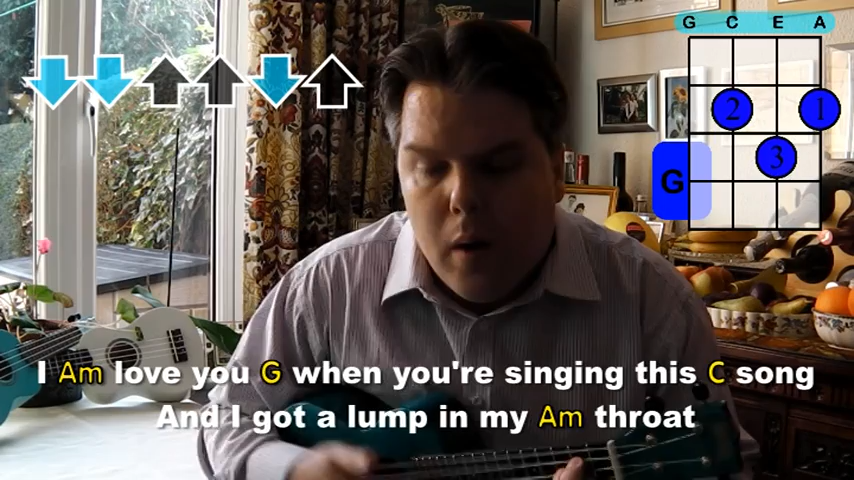 G C E A
2 1
3
G
I Am love you G when you're singing this C song
And I got a lump in my Am throat